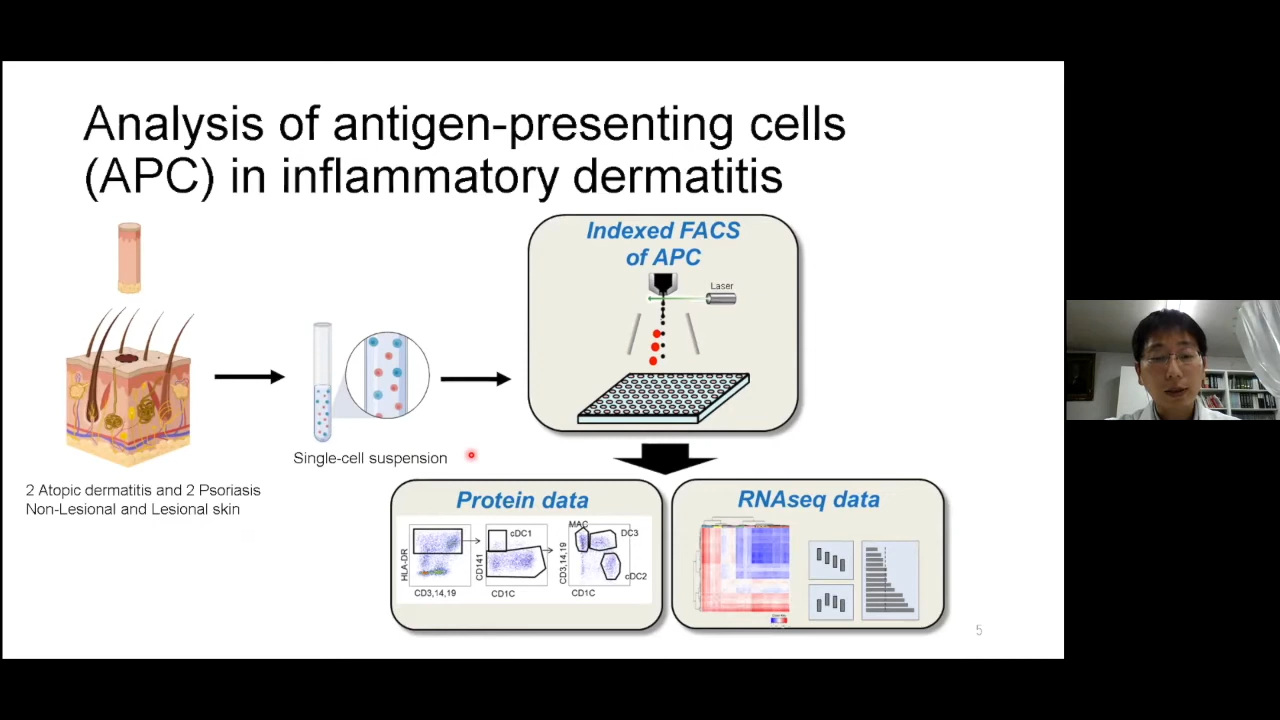 Analysis of antigen-presenting cells
(APC) in inflammatory dermatitis
Indexed FACS
of APC
Laser
Single-cell suspension
2 Atopic dermatitis and 2 Psoriasis
Non-Lesional and Lesional skin
Protein data
HLA-DR
CD3,14,19
cDC1
CD141
CD1C
MAC
DC3
cDC2
CD3,14,19
CD1C
RNAseq data
5